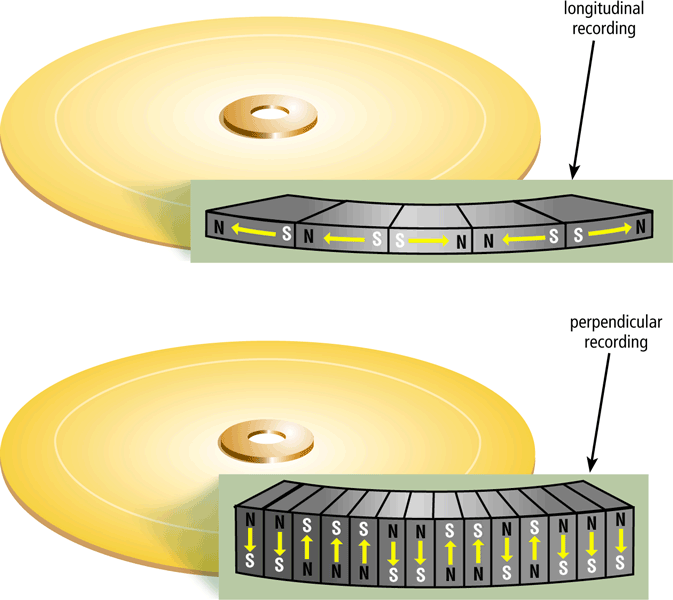 longitudinal
recording
N S N S S N N S S N
perpendicular
recording
N N S S S N N S S N S N N N
S S N N N S S N N S N S S S